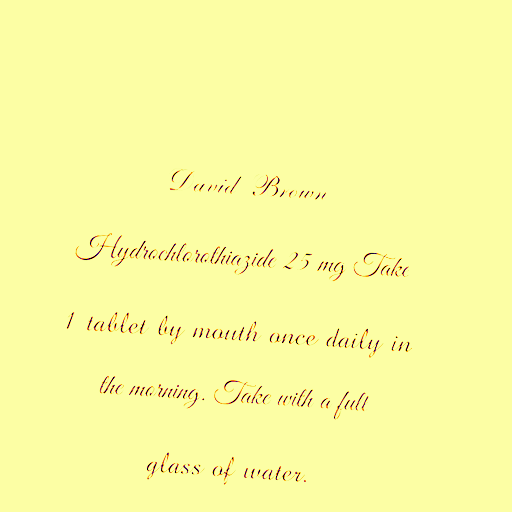 David Brown
Hydrochlorothiazide 25 mg Take
1 tablet by mouth once daily in
the morning. Take with a full
glass of water.